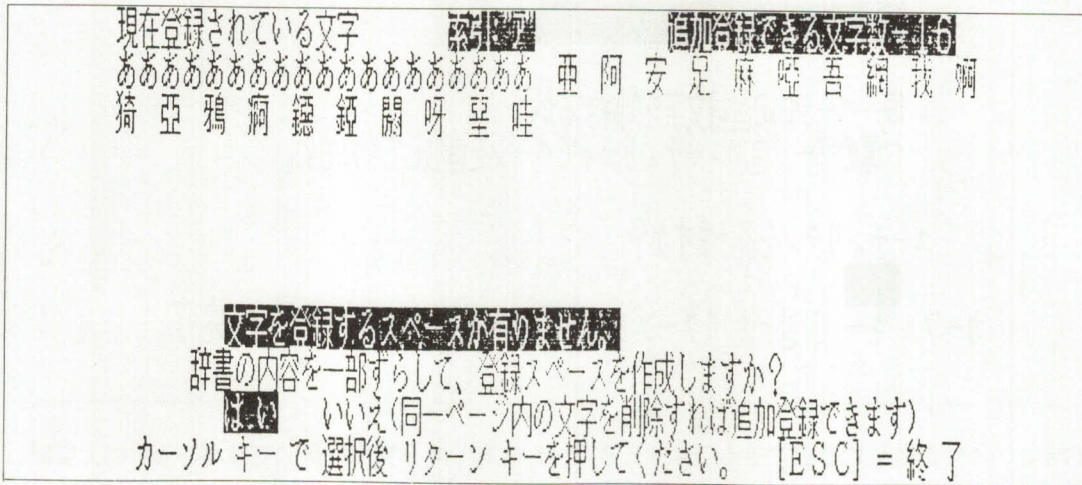 現在登録されている文字 索引=ア 追加登録できる文字数=16
あああああああああああああああああああ 亜 阿 安 足 麻 啞 吾 網 我 婀
猗 亞 鴉 痾 鐚 錏 閼 呀 堊 哇
文字を登録するスペースが有りません。
辞書の内容を一部ずらして、登録スペースを作成しますか?
はい いいえ(同一ページ内の文字を削除すれば追加登録できます)
カーソル キー で 選択後 リターン キーを押してください。 [ESC] = 終了